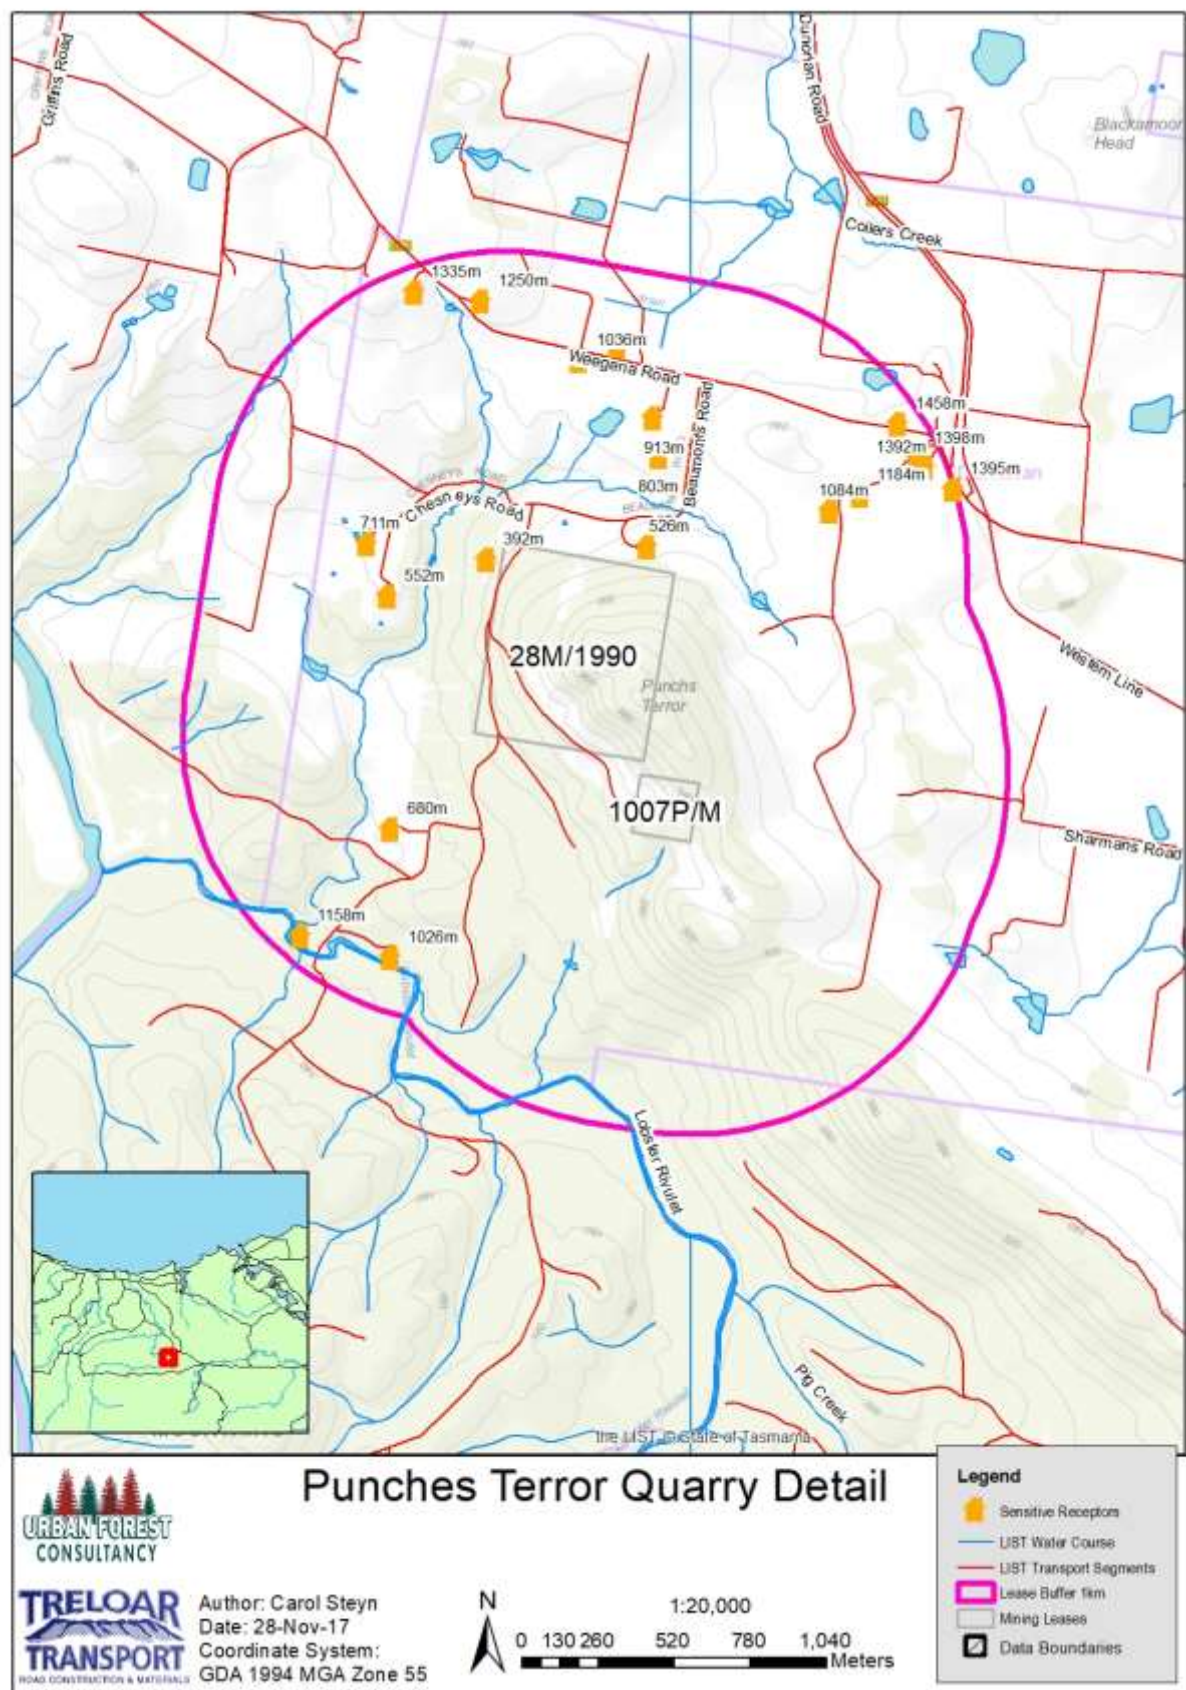 Griffins Road
Dunorlan Road
Blackamoor
Head
Coilers Creek
1335m
1250m
1036m
Weegena Road
Beaumonts Road
913m
803m
1458m
1392m
1398m
1184m
1395m
1084m
CHESNEYS ROAD
Chesneys Road
711m
392m
526m
552m
28M/1990
Punchs
Terror
Western Line
1007P/M
680m
Sharmans Road
1158m
1026m
Lobster Rivulet
Pig Creek
the LIST © State of Tasmania
Punches Terror Quarry Detail
URBAN FOREST
CONSULTANCY
TRELOAR
TRANSPORT
ROAD CONSTRUCTION & MATERIALS
Author: Carol Steyn
Date: 28-Nov-17
Coordinate System:
GDA 1994 MGA Zone 55
N
1:20,000
0 130 260 520 780 1,040
Meters
Legend
Sensitive Receptors
LIST Water Course
LIST Transport Segments
Lease Buffer 1km
Mining Leases
Data Boundaries